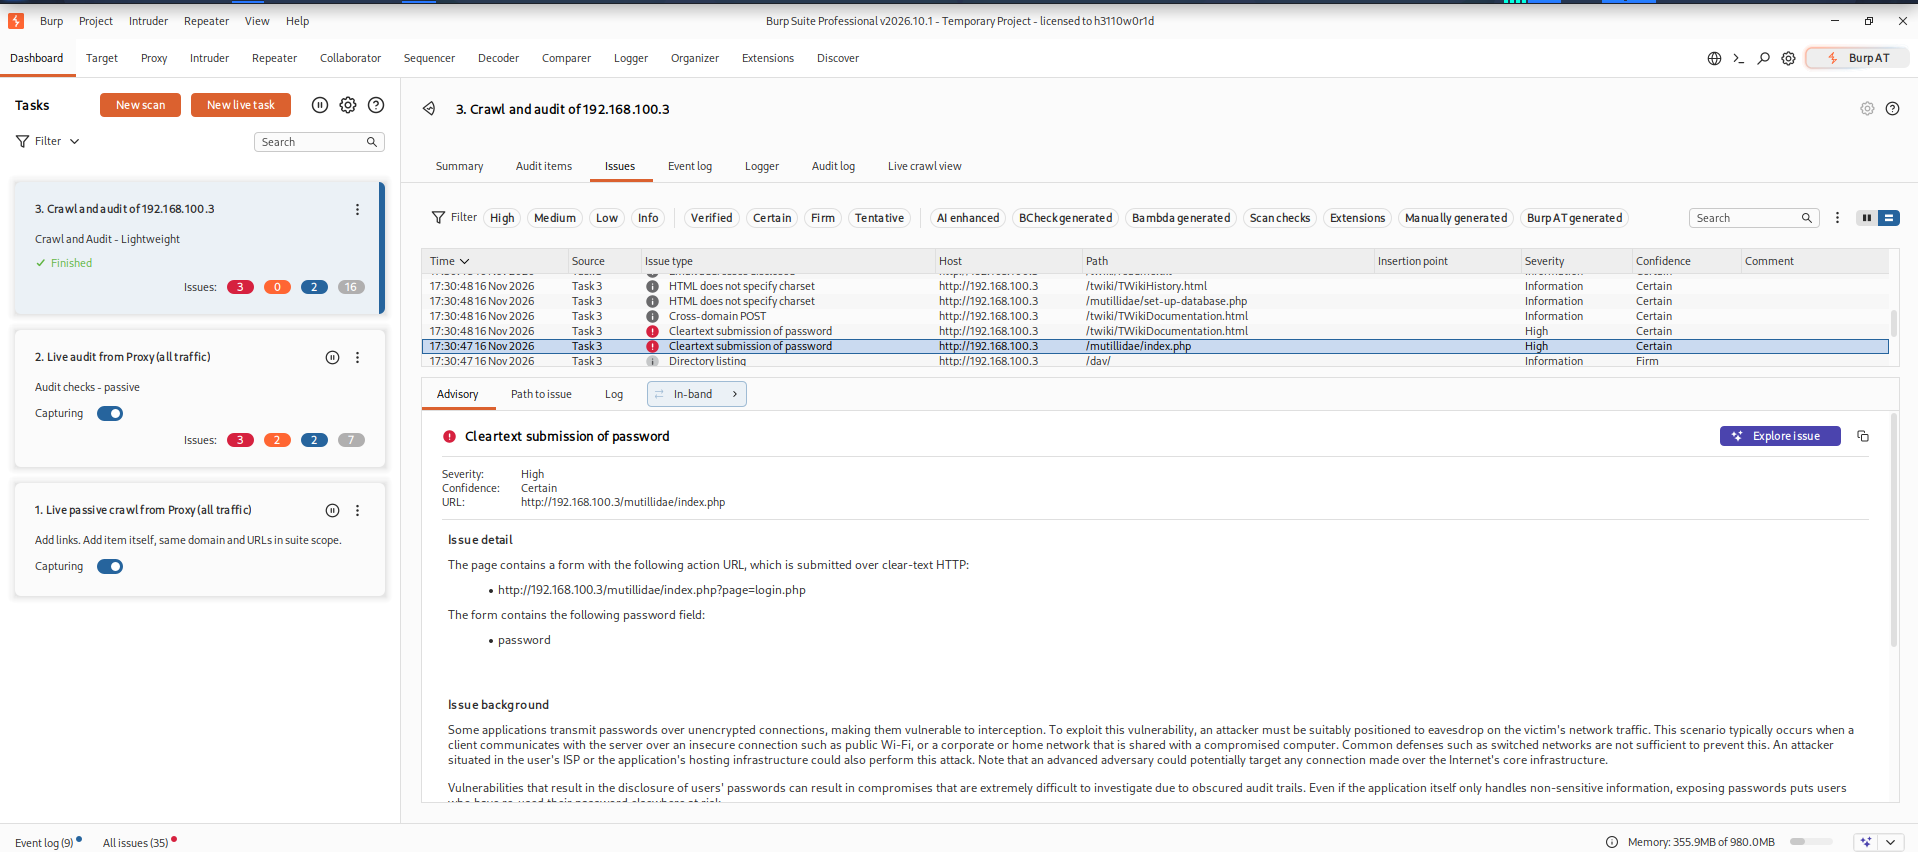 Burp Project Intruder Repeater View Help
Burp Suite Professional v2026.10.1 - Temporary Project - licensed to h3110w0r1d
Dashboard Target Proxy Intruder Repeater Collaborator Sequencer Decoder Comparer Logger Organizer Extensions Discover
Burp AT
Tasks
New scan
New live task
Filter
Search
3. Crawl and audit of 192.168.100.3
Crawl and Audit - Lightweight
Finished
Issues: 3 0 2 16
2. Live audit from Proxy (all traffic)
Audit checks - passive
Capturing
Issues: 3 2 2 7
1. Live passive crawl from Proxy (all traffic)
Add links. Add item itself, same domain and URLs in suite scope.
Capturing
3. Crawl and audit of 192.168.100.3
Summary Audit items Issues Event log Logger Audit log Live crawl view
Filter High Medium Low Info Verified Certain Firm Tentative AI enhanced BCheck generated Bambda generated Scan checks Extensions Manually generated Burp AT generated
Search
Time Source Issue type Host Path Insertion point Severity Confidence Comment
17:30:48 16 Nov 2026 Task 3 HTML does not specify charset http://192.168.100.3 /twiki/TWikiHistory.html Information Certain
17:30:48 16 Nov 2026 Task 3 HTML does not specify charset http://192.168.100.3 /mutillidae/set-up-database.php Information Certain
17:30:48 16 Nov 2026 Task 3 Cross-domain POST http://192.168.100.3 /twiki/TWikiDocumentation.html Information Certain
17:30:48 16 Nov 2026 Task 3 Cleartext submission of password http://192.168.100.3 /twiki/TWikiDocumentation.html High Certain
17:30:47 16 Nov 2026 Task 3 Cleartext submission of password http://192.168.100.3 /mutillidae/index.php High Certain
17:30:47 16 Nov 2026 Task 3 Directory listing http://192.168.100.3 /dav/ Information Firm
Advisory Path to issue Log In-band
Cleartext submission of password
Explore issue
Severity: High
Confidence: Certain
URL: http://192.168.100.3/mutillidae/index.php
Issue detail
The page contains a form with the following action URL, which is submitted over clear-text HTTP:
• http://192.168.100.3/mutillidae/index.php?page=login.php
The form contains the following password field:
• password
Issue background
Some applications transmit passwords over unencrypted connections, making them vulnerable to interception. To exploit this vulnerability, an attacker must be suitably positioned to eavesdrop on the victim's network traffic. This scenario typically occurs when a
client communicates with the server over an insecure connection such as public Wi-Fi, or a corporate or home network that is shared with a compromised computer. Common defenses such as switched networks are not sufficient to prevent this. An attacker
situated in the user's ISP or the application's hosting infrastructure could also perform this attack. Note that an advanced adversary could potentially target any connection made over the Internet's core infrastructure.
Vulnerabilities that result in the disclosure of users' passwords can result in compromises that are extremely difficult to investigate due to obscured audit trails. Even if the application itself only handles non-sensitive information, exposing passwords puts users
who have re-used their password elsewhere at risk.
Event log (9)
All issues (35)
Memory: 355.9MB of 980.0MB